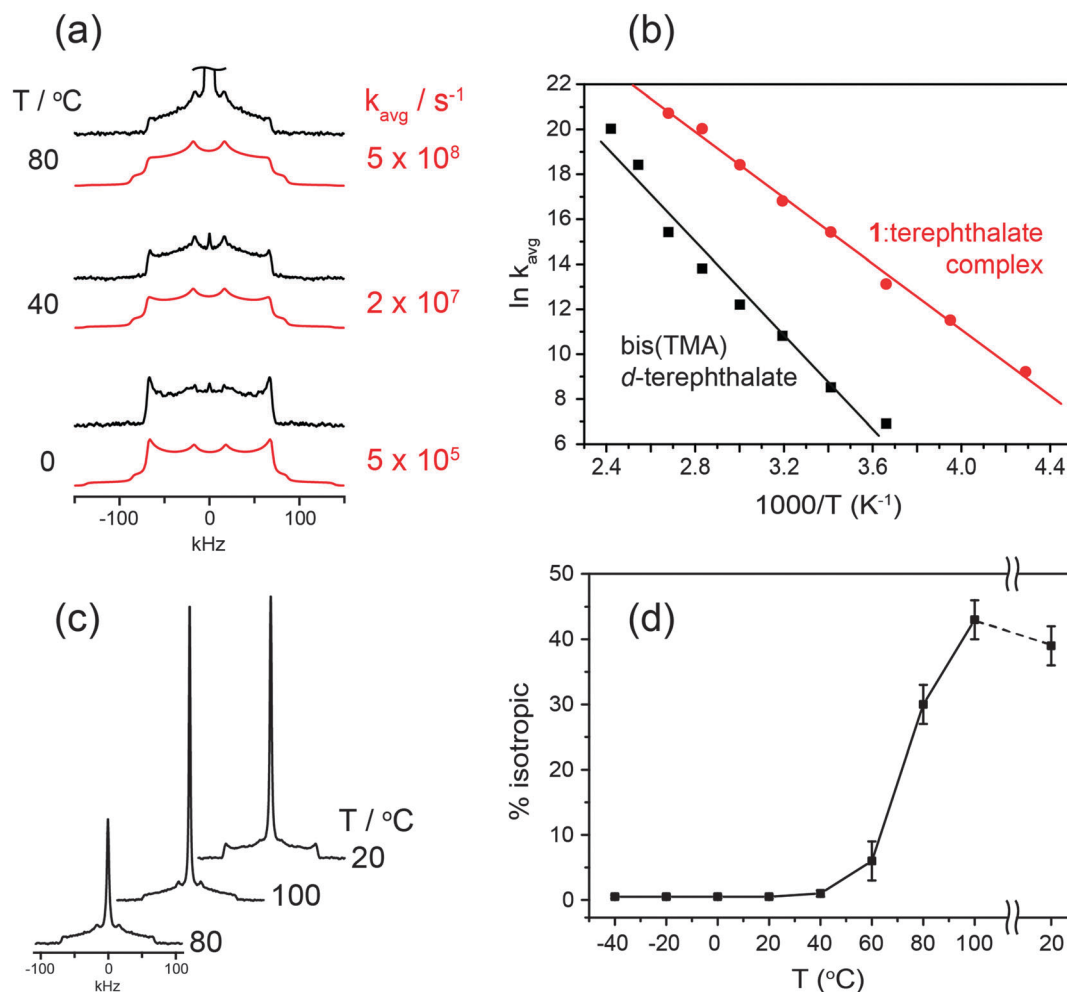 (a)
T / °C
k_avg / s⁻¹
80
5 x 10⁸
40
2 x 10⁷
0
5 x 10⁵
-100 0 100
kHz
(b)
22
20
18
16
14
12
10
8
6
ln k_avg
1:terephthalate
complex
bis(TMA)
d-terephthalate
2.4 2.8 3.2 3.6 4.0 4.4
1000/T (K⁻¹)
(c)
T / °C
20
100
80
-100 0 100
kHz
(d)
50
40
30
20
10
0
% isotropic
-40 -20 0 20 40 60 80 100 20
T (°C)